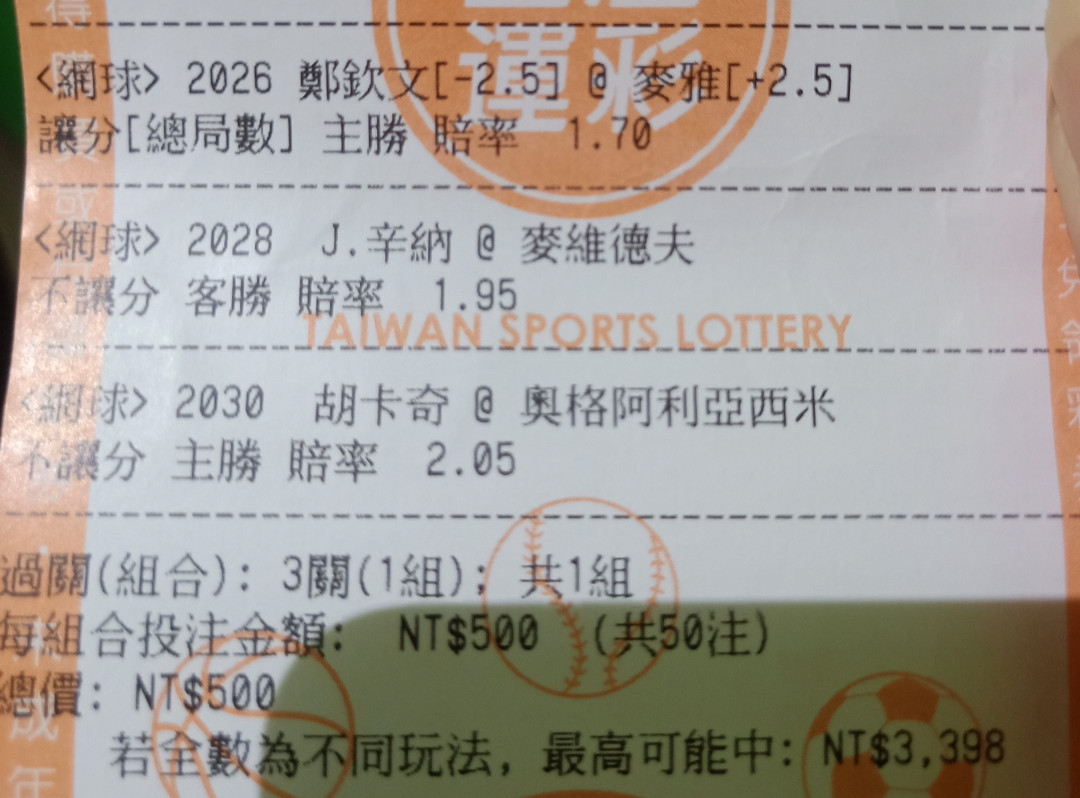 運彩
<網球> 2026 鄭欽文[-2.5] @ 麥雅[+2.5]
讓分[總局數] 主勝 賠率 1.70
<網球> 2028 J.辛納 @ 麥維德夫
不讓分 客勝 賠率 1.95
TAIWAN SPORTS LOTTERY
<網球> 2030 胡卡奇 @ 奧格阿利亞西米
不讓分 主勝 賠率 2.05
過關(組合): 3關(1組); 共1組
每組合投注金額: NT$500 (共50注)
總價: NT$500
若全數為不同玩法, 最高可能中: NT$3,398